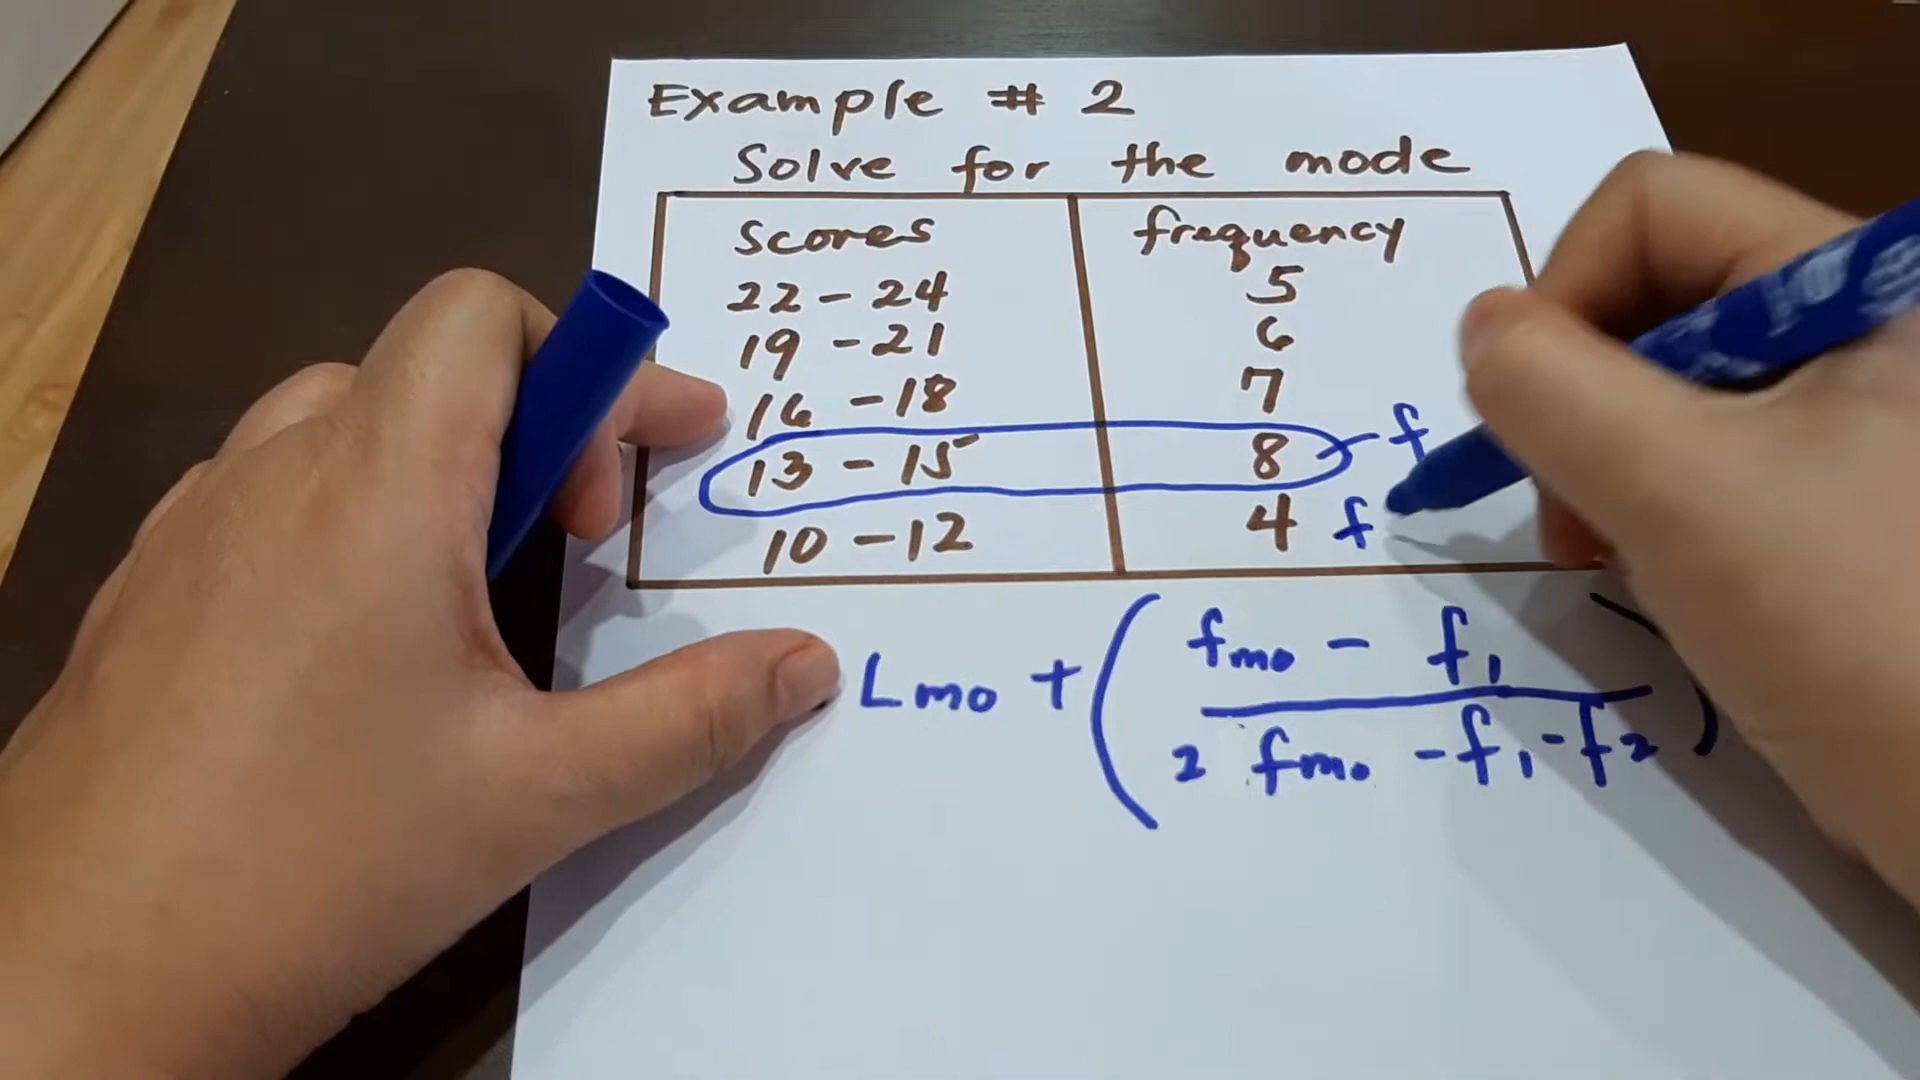 Example # 2
Solve for the mode
Scores frequency
22 - 24 5
19 - 21 6
16 - 18 7
13 - 15 8 f
10 - 12 4 f
Lmo + ( fmo - f1
2 fmo - f1 - f2 )